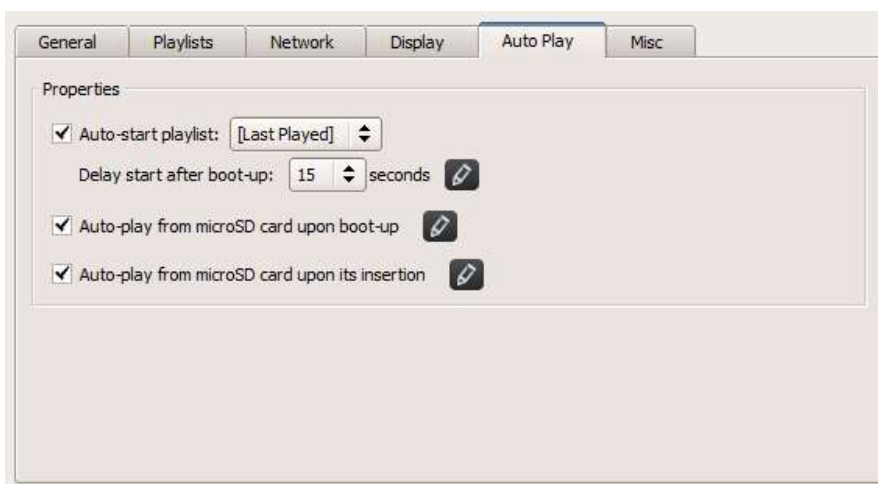 General Playlists Network Display Auto Play Misc
Properties
Auto-start playlist: [Last Played]
Delay start after boot-up: 15 seconds
Auto-play from microSD card upon boot-up
Auto-play from microSD card upon its insertion